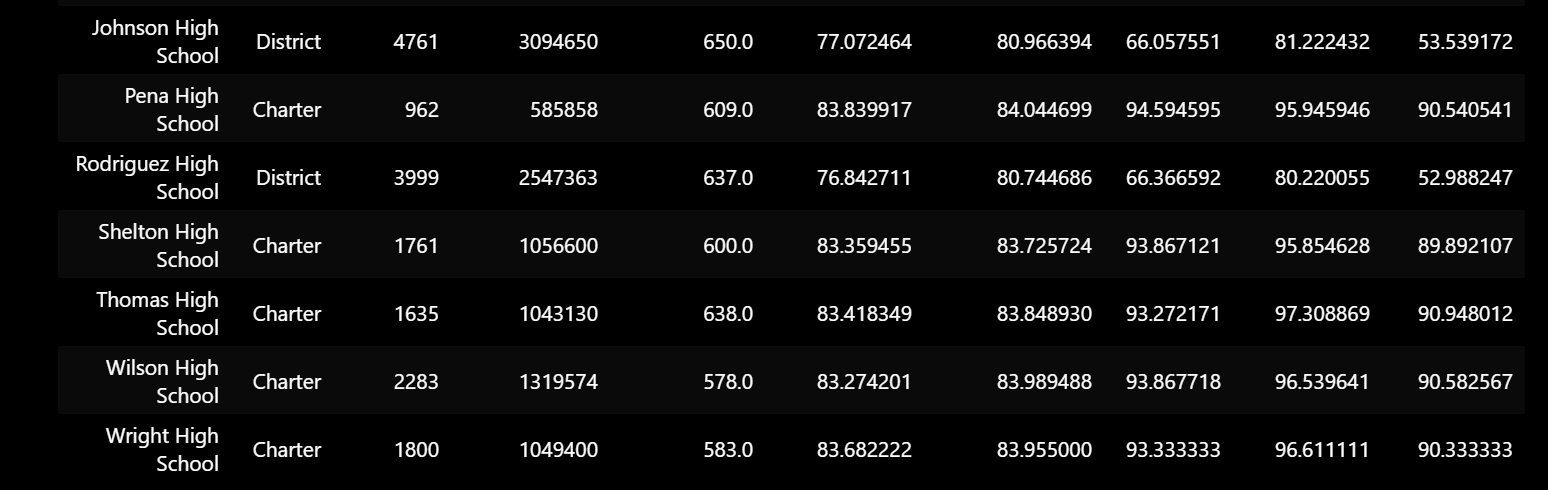 Johnson High School District 4761 3094650 650.0 77.072464 80.966394 66.057551 81.222432 53.539172
Pena High School Charter 962 585858 609.0 83.839917 84.044699 94.594595 95.945946 90.540541
Rodriguez High School District 3999 2547363 637.0 76.842711 80.744686 66.366592 80.220055 52.988247
Shelton High School Charter 1761 1056600 600.0 83.359455 83.725724 93.867121 95.854628 89.892107
Thomas High School Charter 1635 1043130 638.0 83.418349 83.848930 93.272171 97.308869 90.948012
Wilson High School Charter 2283 1319574 578.0 83.274201 83.989488 93.867718 96.539641 90.582567
Wright High School Charter 1800 1049400 583.0 83.682222 83.955000 93.333333 96.611111 90.333333